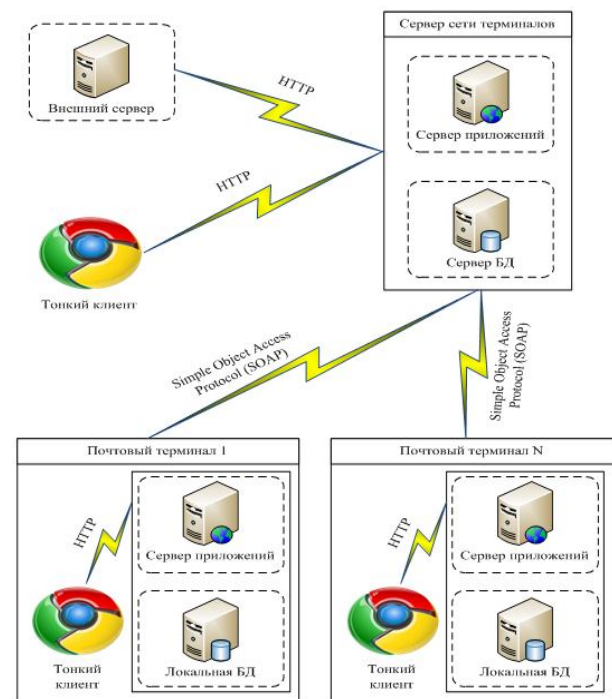 Сервер сети терминалов
Внешний сервер
HTTP
Сервер приложений
HTTP
Сервер БД
Тонкий клиент
Simple Object Access
Protocol (SOAP)
Simple Object Access
Protocol (SOAP)
Почтовый терминал 1
HTTP
Сервер приложений
Тонкий
клиент
Локальная БД
Почтовый терминал N
HTTP
Сервер приложений
Тонкий
клиент
Локальная БД